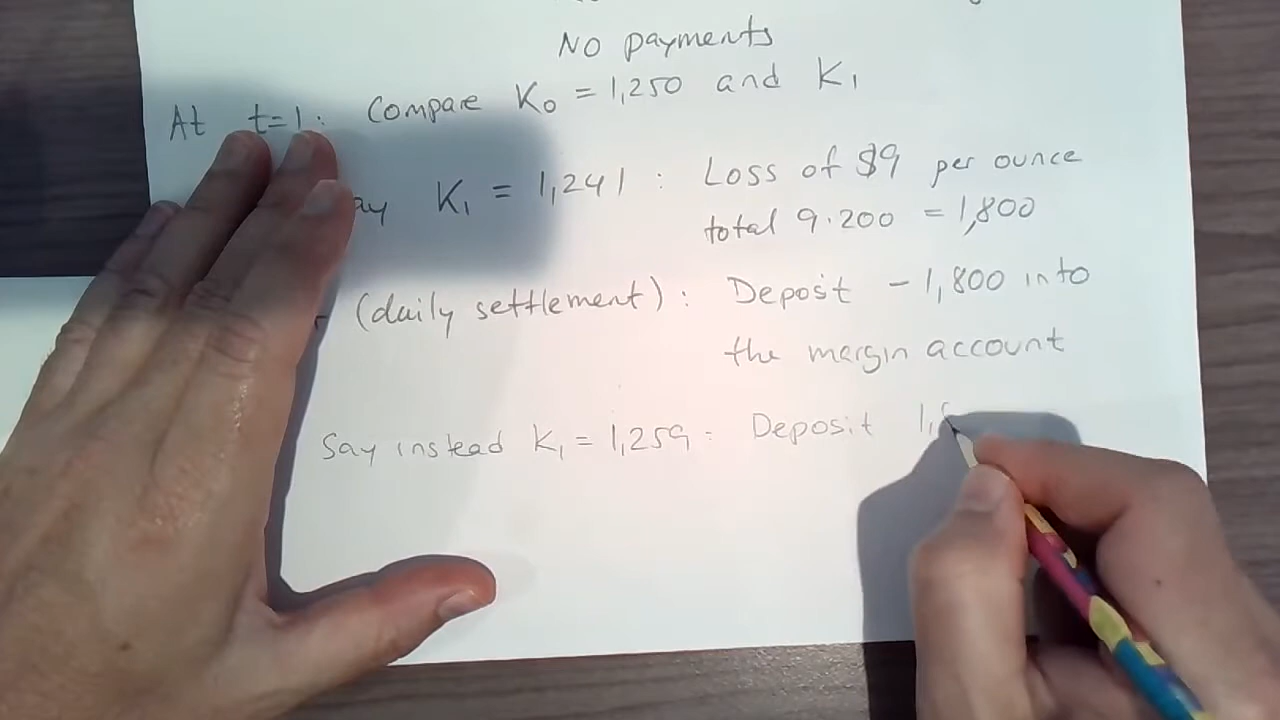 No payments
At t=1: Compare K₀ = 1,250 and K₁
K₁ = 1,241 : Loss of $9 per ounce
total 9·200 = 1,800
(daily settlement) : Deposit -1,800 into
the margin account
Say instead K₁ = 1,259 : Deposit